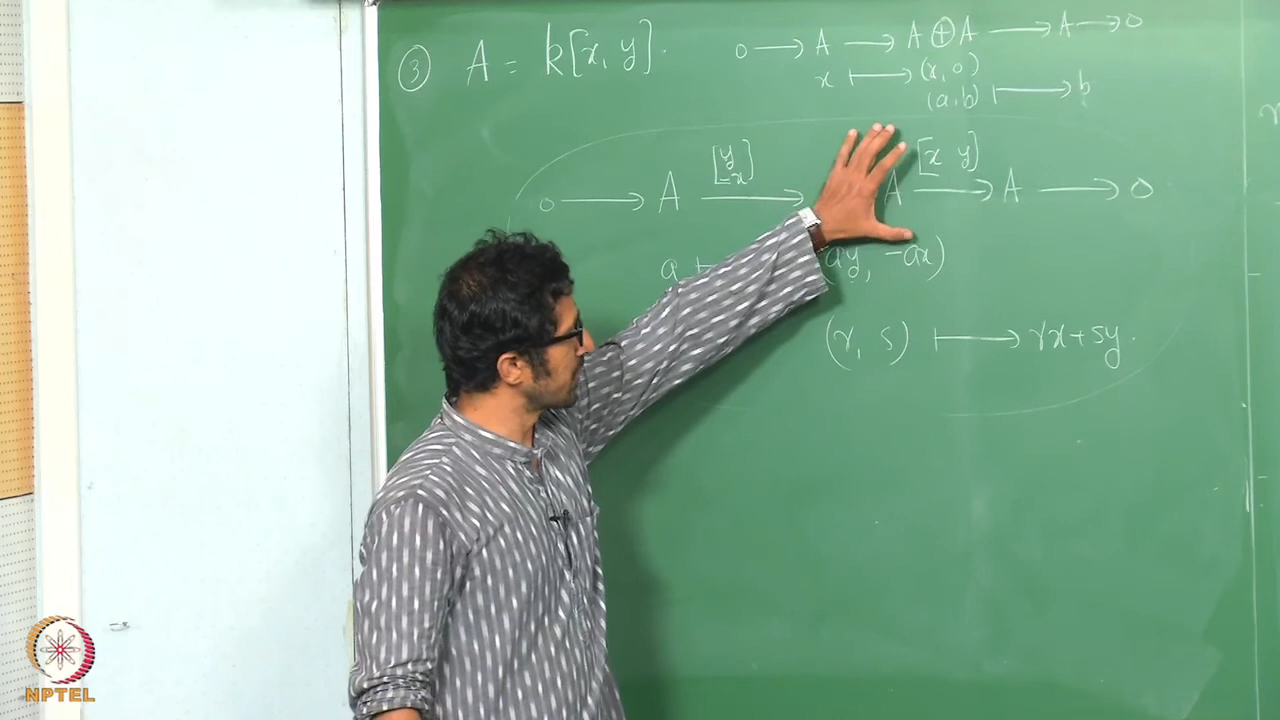 ③ A = k[x, y]. 0 ⟶ A ⟶ A ⊕ A ⟶ A ⟶ 0
x ⟼ (x, 0)
(a, b) ⟼ b
[y -x] [x y]
0 ⟶ A ⟶ A ⟶ A ⟶ 0
a ay, -ax)
(r, s) ⟼ rx+sy.
NPTEL